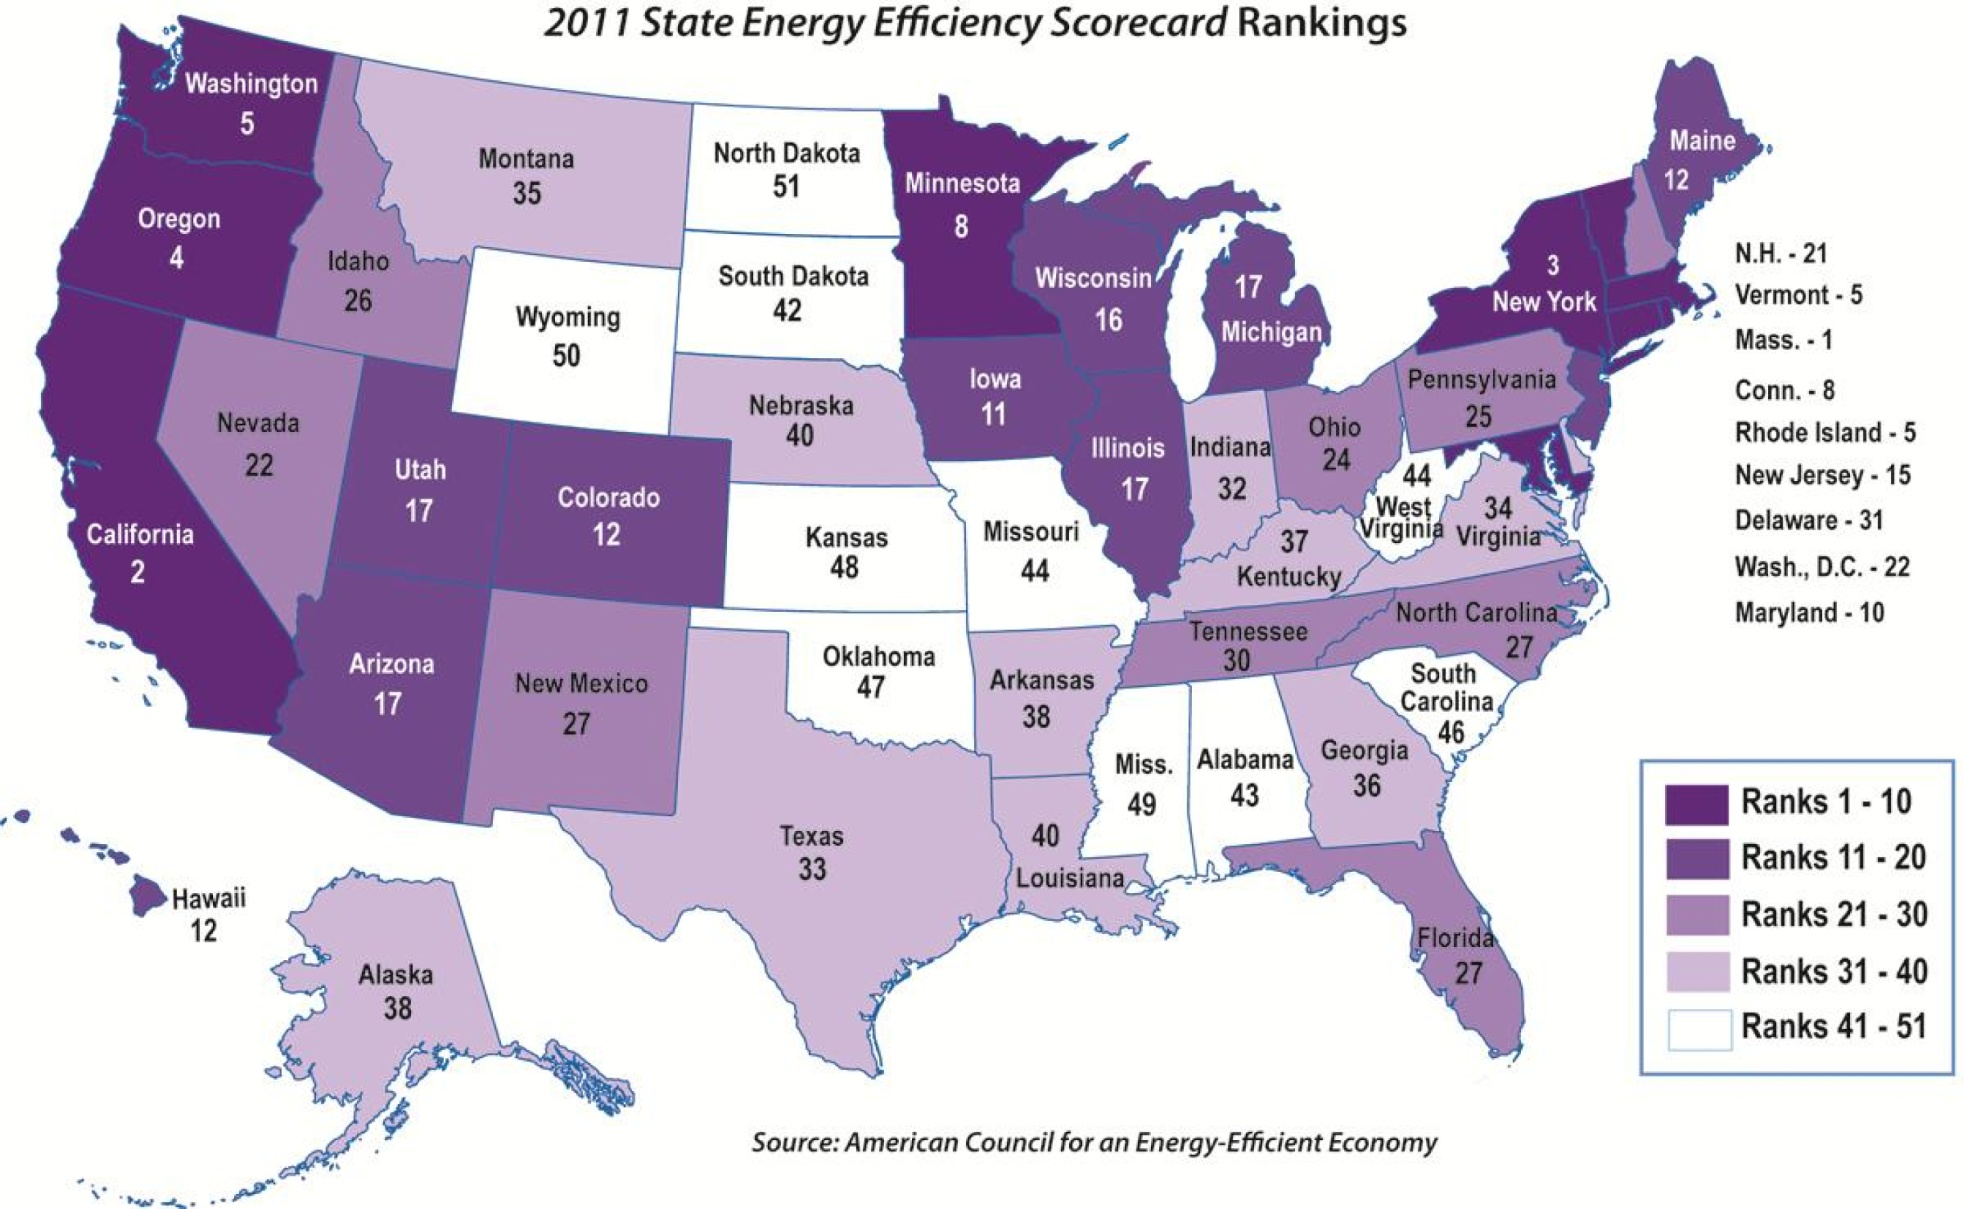 2011 State Energy Efficiency Scorecard Rankings
Washington
5
Oregon
4
California
2
Nevada
22
Idaho
26
Montana
35
Wyoming
50
Utah
17
Colorado
12
Arizona
17
New Mexico
27
North Dakota
51
South Dakota
42
Nebraska
40
Kansas
48
Oklahoma
47
Texas
33
Minnesota
8
Iowa
11
Missouri
44
Arkansas
38
40
Louisiana
Wisconsin
16
Illinois
17
17
Michigan
Indiana
32
Ohio
24
37
Kentucky
Tennessee
30
Miss.
49
Alabama
43
Georgia
36
Florida
27
South
Carolina
46
North Carolina
27
34
Virginia
44
West
Virginia
Pennsylvania
25
3
New York
Maine
12
N.H. - 21
Vermont - 5
Mass. - 1
Conn. - 8
Rhode Island - 5
New Jersey - 15
Delaware - 31
Wash., D.C. - 22
Maryland - 10
Hawaii
12
Alaska
38
Ranks 1 - 10
Ranks 11 - 20
Ranks 21 - 30
Ranks 31 - 40
Ranks 41 - 51
Source: American Council for an Energy-Efficient Economy